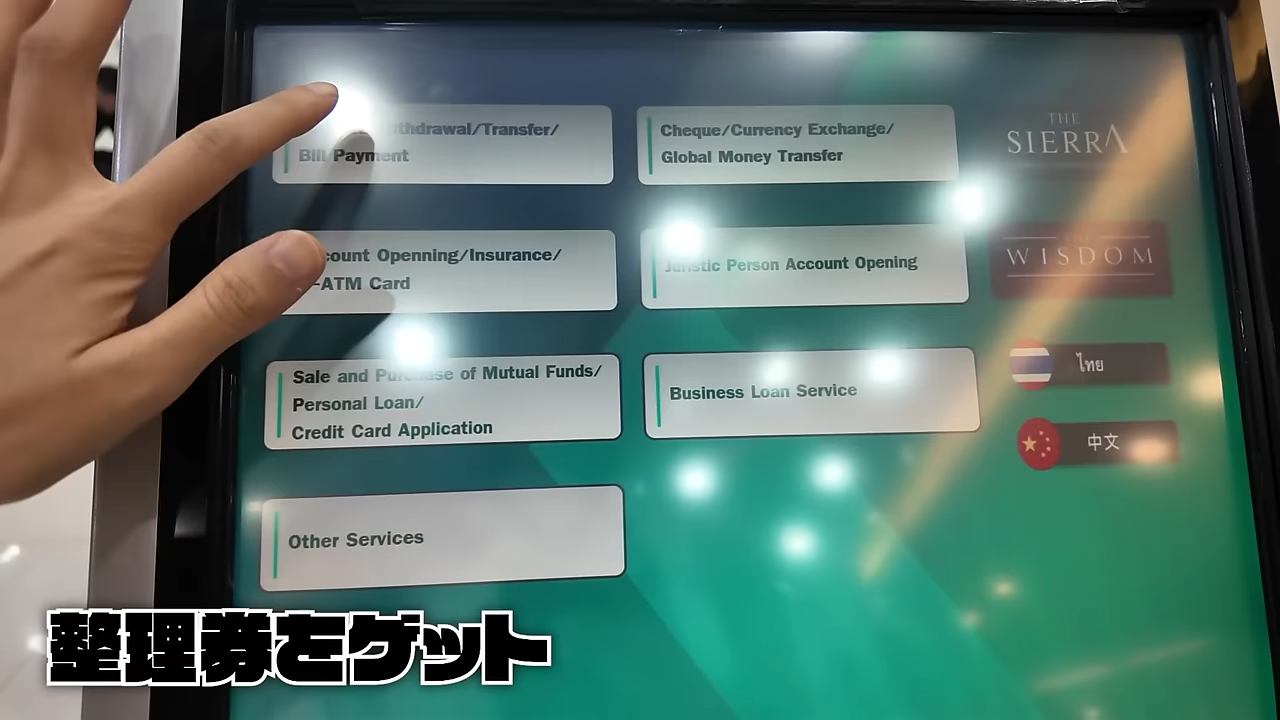 Bill Payment
Cheque/Currency Exchange/
Global Money Transfer
THE
SIERRA
Openning/Insurance/
ATM Card
Person Account Opening
WISDOM
Sale and Purchase of Mutual Funds/
Personal Loan/
Credit Card Application
Business Loan Service
ไทย
中文
Other Services
整理券をゲット